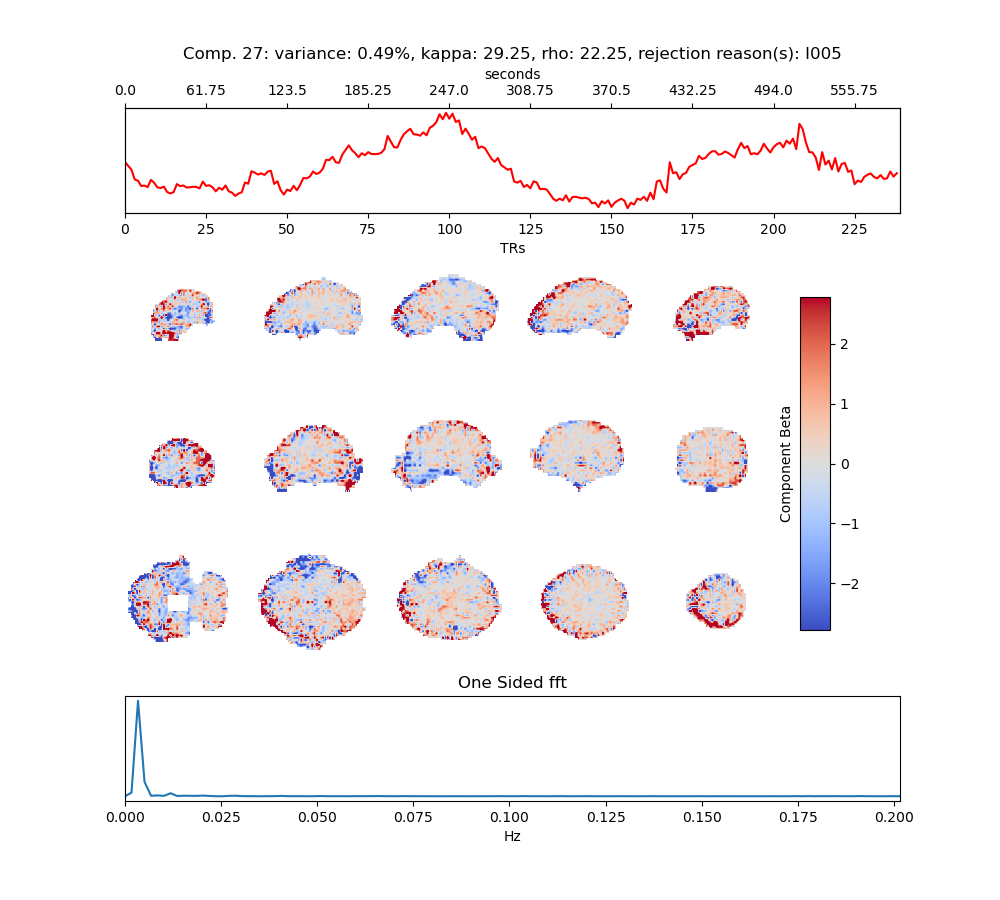 Comp. 27: variance: 0.49%, kappa: 29.25, rho: 22.25, rejection reason(s): I005
seconds
0.0 61.75 123.5 185.25 247.0 308.75 370.5 432.25 494.0 555.75
0 25 50 75 100 125 150 175 200 225
TRs
2
1
0
−1
−2
Component Beta
One Sided fft
0.000 0.025 0.050 0.075 0.100 0.125 0.150 0.175 0.200
Hz